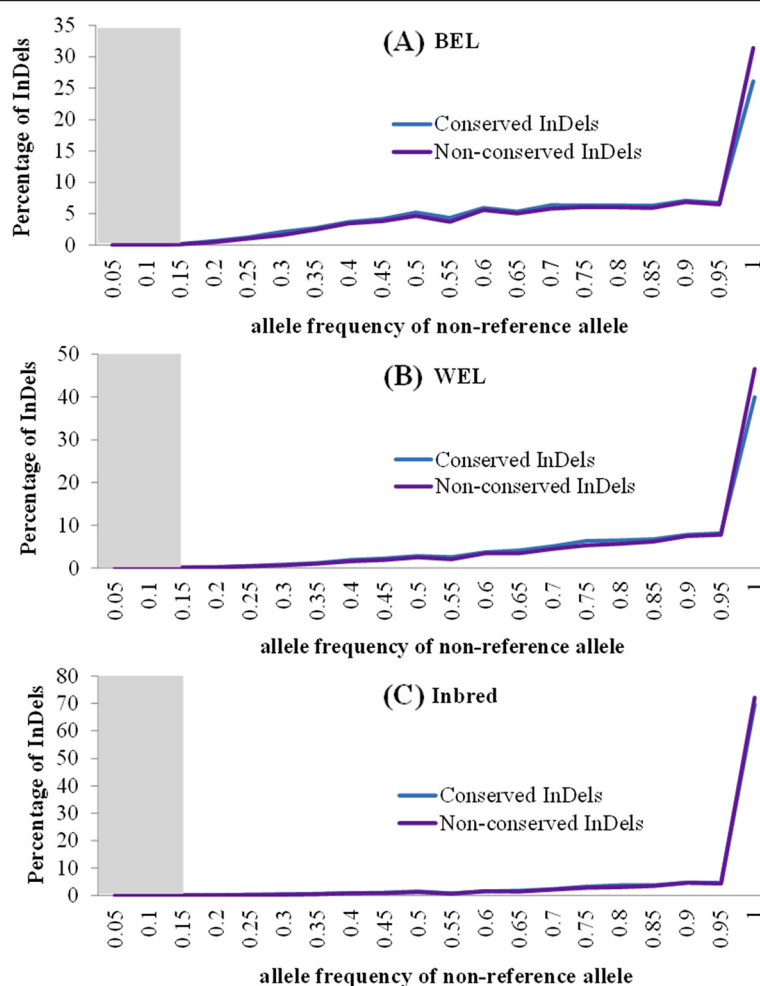 35
30
25
20
15
10
5
0
Percentage of InDels
(A) BEL
Conserved InDels
Non-conserved InDels
0.05 0.1 0.15 0.2 0.25 0.3 0.35 0.4 0.45 0.5 0.55 0.6 0.65 0.7 0.75 0.8 0.85 0.9 0.95 1
allele frequency of non-reference allele
50
40
30
20
10
0
Percentage of InDels
(B) WEL
Conserved InDels
Non-conserved InDels
0.05 0.1 0.15 0.2 0.25 0.3 0.35 0.4 0.45 0.5 0.55 0.6 0.65 0.7 0.75 0.8 0.85 0.9 0.95 1
allele frequency of non-reference allele
80
70
60
50
40
30
20
10
0
Percentage of InDels
(C) Inbred
Conserved InDels
Non-conserved InDels
0.05 0.1 0.15 0.2 0.25 0.3 0.35 0.4 0.45 0.5 0.55 0.6 0.65 0.7 0.75 0.8 0.85 0.9 0.95 1
allele frequency of non-reference allele